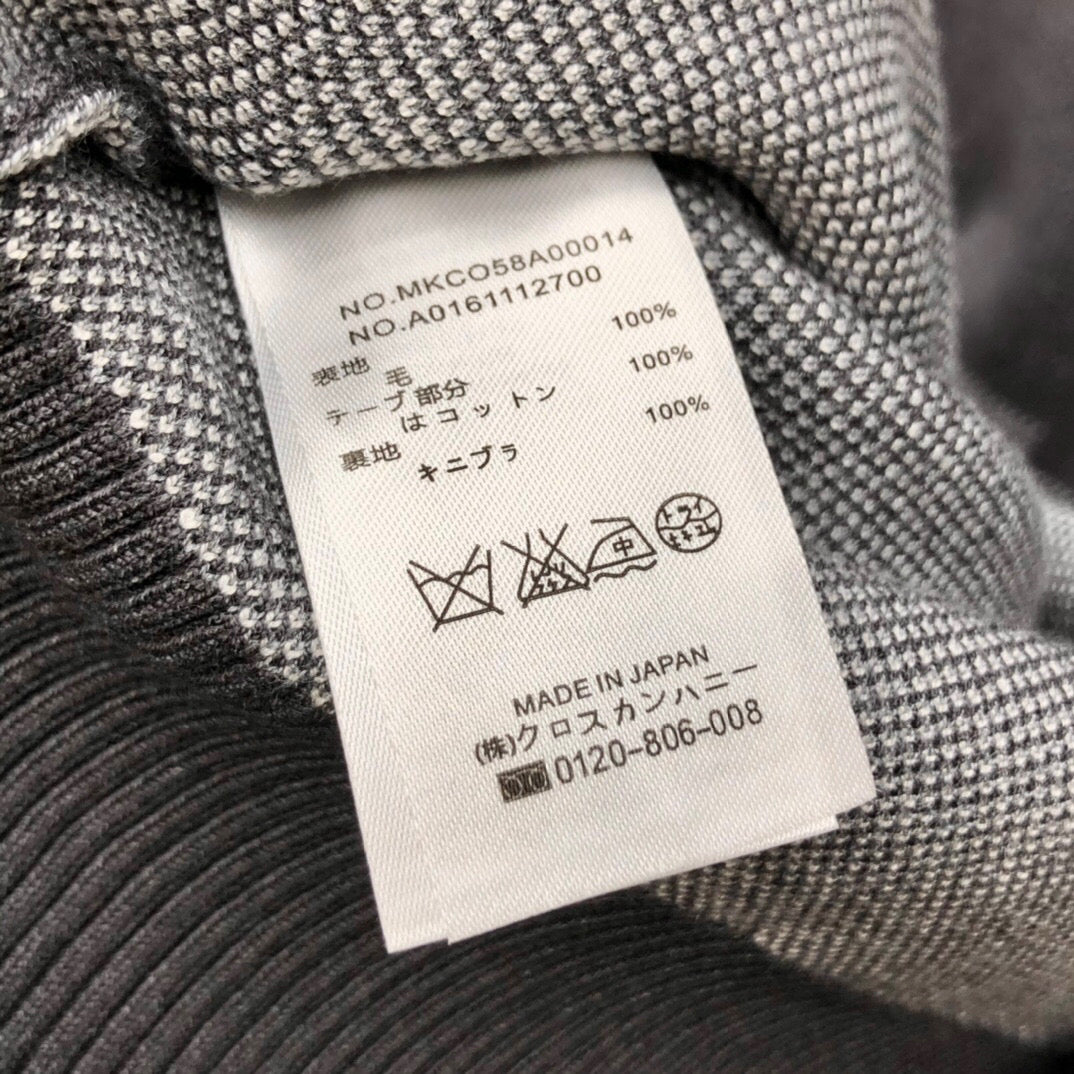 NO.MKCO58A00014
NO.A0161112700
表地 毛 100%
テープ部分
はコットン 100%
裏地 キニブラ 100%
中
ドライ
MADE IN JAPAN
(株)クロスカンハニー
0120-806-008